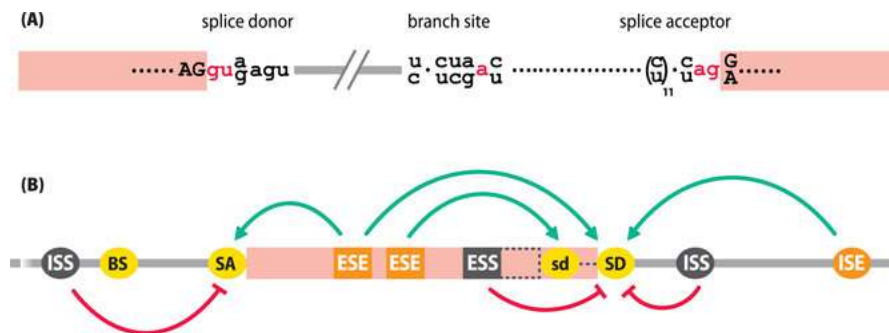 (A) splice donor branch site splice acceptor
······AGgu a/g agu u/c · cua/ucg a c/u ·················· (c/u)11 · c/u ag G/A ······
(B)
ISS BS SA ESE ESE ESS sd SD ISS ISE